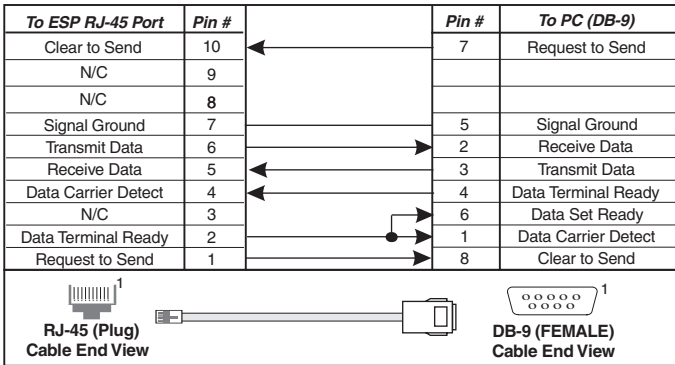 To ESP RJ-45 Port Pin # Pin # To PC (DB-9)
Clear to Send 10 7 Request to Send
N/C 9
N/C 8
Signal Ground 7 5 Signal Ground
Transmit Data 6 2 Receive Data
Receive Data 5 3 Transmit Data
Data Carrier Detect 4 4 Data Terminal Ready
N/C 3 6 Data Set Ready
Data Terminal Ready 2 1 Data Carrier Detect
Request to Send 1 8 Clear to Send
1 1
RJ-45 (Plug) DB-9 (FEMALE)
Cable End View Cable End View